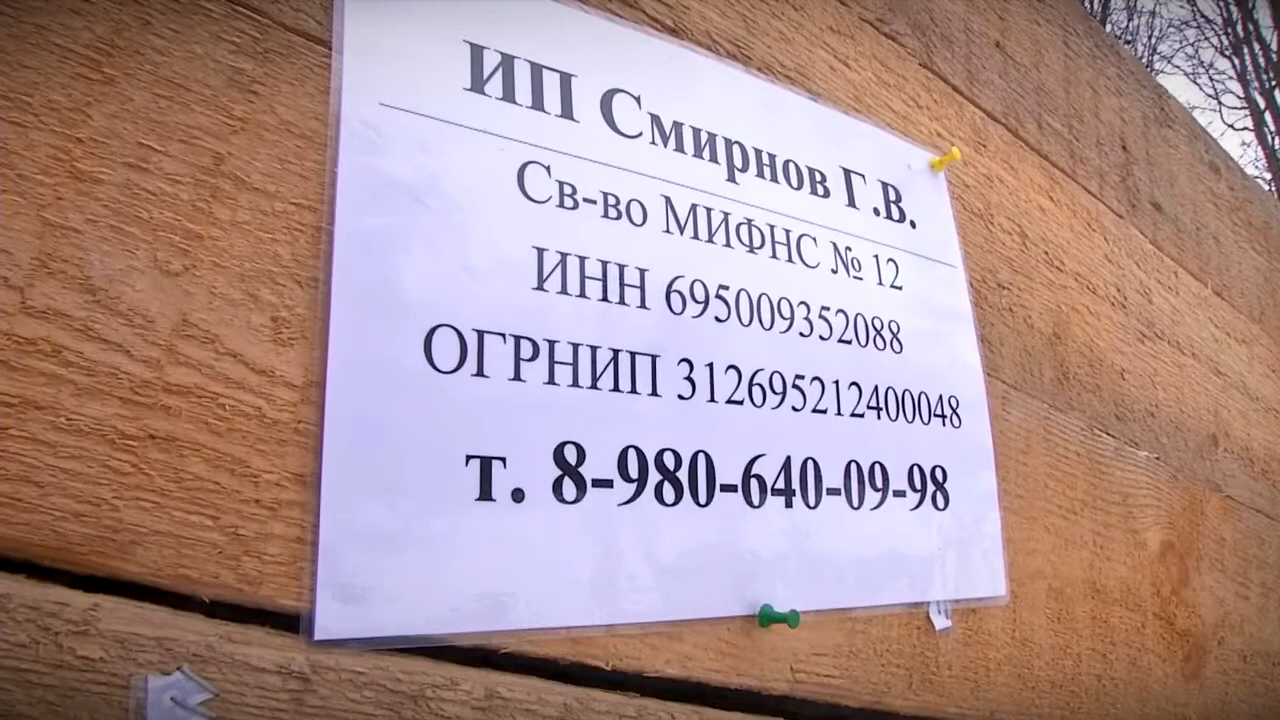 ИП Смирнов Г.В.
Св-во МИФНС № 12
ИНН 695009352088
ОГРНИП 312695212400048
т. 8-980-640-09-98